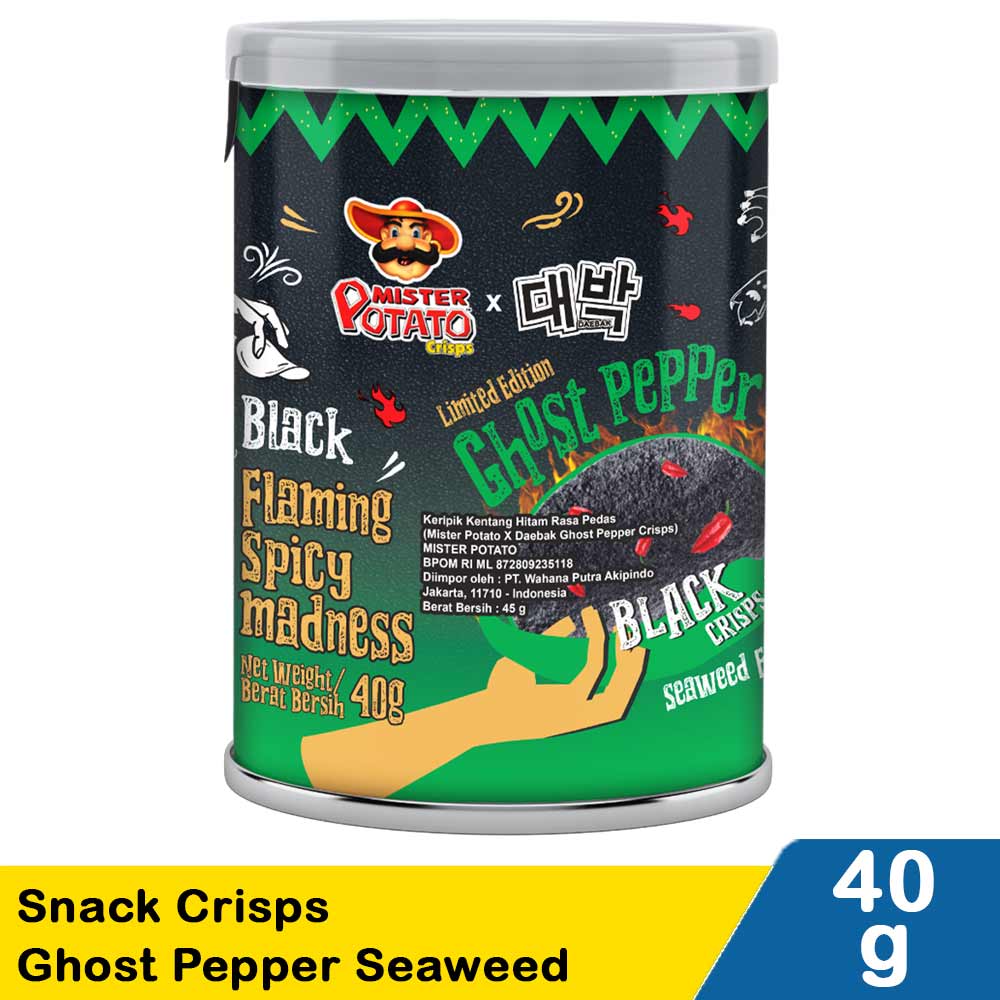 MISTER
POTATO
Crisps
x
대박
DAEBAK
Limited Edition
Ghost Pepper
Black
Flaming
Spicy
madness
Net Weight/
Berat Bersih 40g
Keripik Kentang Hitam Rasa Pedas
(Mister Potato X Daebak Ghost Pepper Crisps)
MISTER POTATO
BPOM RI ML 872809235118
Diimpor oleh : PT. Wahana Putra Akipindo
Jakarta, 11710 - Indonesia
Berat Bersih : 45 g
BLACK
CRISPS
Seaweed
Snack Crisps
Ghost Pepper Seaweed
40
g